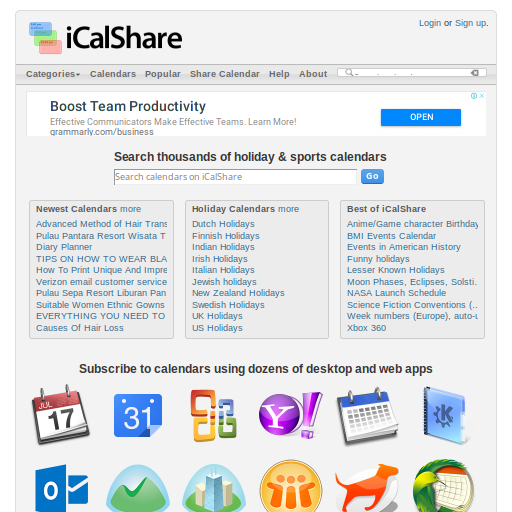 Login or Sign up.
iCalShare
Categories Calendars Popular Share Calendar Help About
Boost Team Productivity
Effective Communicators Make Effective Teams. Learn More!
grammarly.com/business
OPEN
Search thousands of holiday & sports calendars
Search calendars on iCalShare
Go
Newest Calendars more
Advanced Method of Hair Trans
Pulau Pantara Resort Wisata T
Diary Planner
TIPS ON HOW TO WEAR BLA
How To Print Unique And Impre
Verizon email customer service
Pulau Sepa Resort Liburan Pan
Suitable Women Ethnic Gowns
EVERYTHING YOU NEED TO
Causes Of Hair Loss
Holiday Calendars more
Dutch Holidays
Finnish Holidays
Indian Holidays
Irish Holidays
Italian Holidays
Jewish holidays
New Zealand Holidays
Swedish Holidays
UK Holidays
US Holidays
Best of iCalShare
Anime/Game character Birthday
BMI Events Calendar
Events in American History
Funny holidays
Lesser Known Holidays
Moon Phases, Eclipses, Solsti...
NASA Launch Schedule
Science Fiction Conventions (...
Week numbers (Europe), auto-u
Xbox 360
Subscribe to calendars using dozens of desktop and web apps
JUL
17
31
Y!
K
O